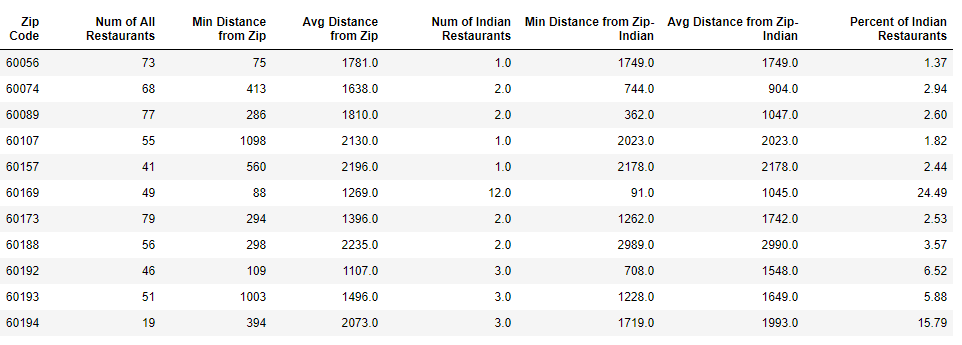 Zip Code Num of All Restaurants Min Distance from Zip Avg Distance from Zip Num of Indian Restaurants Min Distance from Zip-Indian Avg Distance from Zip-Indian Percent of Indian Restaurants
60056 73 75 1781.0 1.0 1749.0 1749.0 1.37
60074 68 413 1638.0 2.0 744.0 904.0 2.94
60089 77 286 1810.0 2.0 362.0 1047.0 2.60
60107 55 1098 2130.0 1.0 2023.0 2023.0 1.82
60157 41 560 2196.0 1.0 2178.0 2178.0 2.44
60169 49 88 1269.0 12.0 91.0 1045.0 24.49
60173 79 294 1396.0 2.0 1262.0 1742.0 2.53
60188 56 298 2235.0 2.0 2989.0 2990.0 3.57
60192 46 109 1107.0 3.0 708.0 1548.0 6.52
60193 51 1003 1496.0 3.0 1228.0 1649.0 5.88
60194 19 394 2073.0 3.0 1719.0 1993.0 15.79